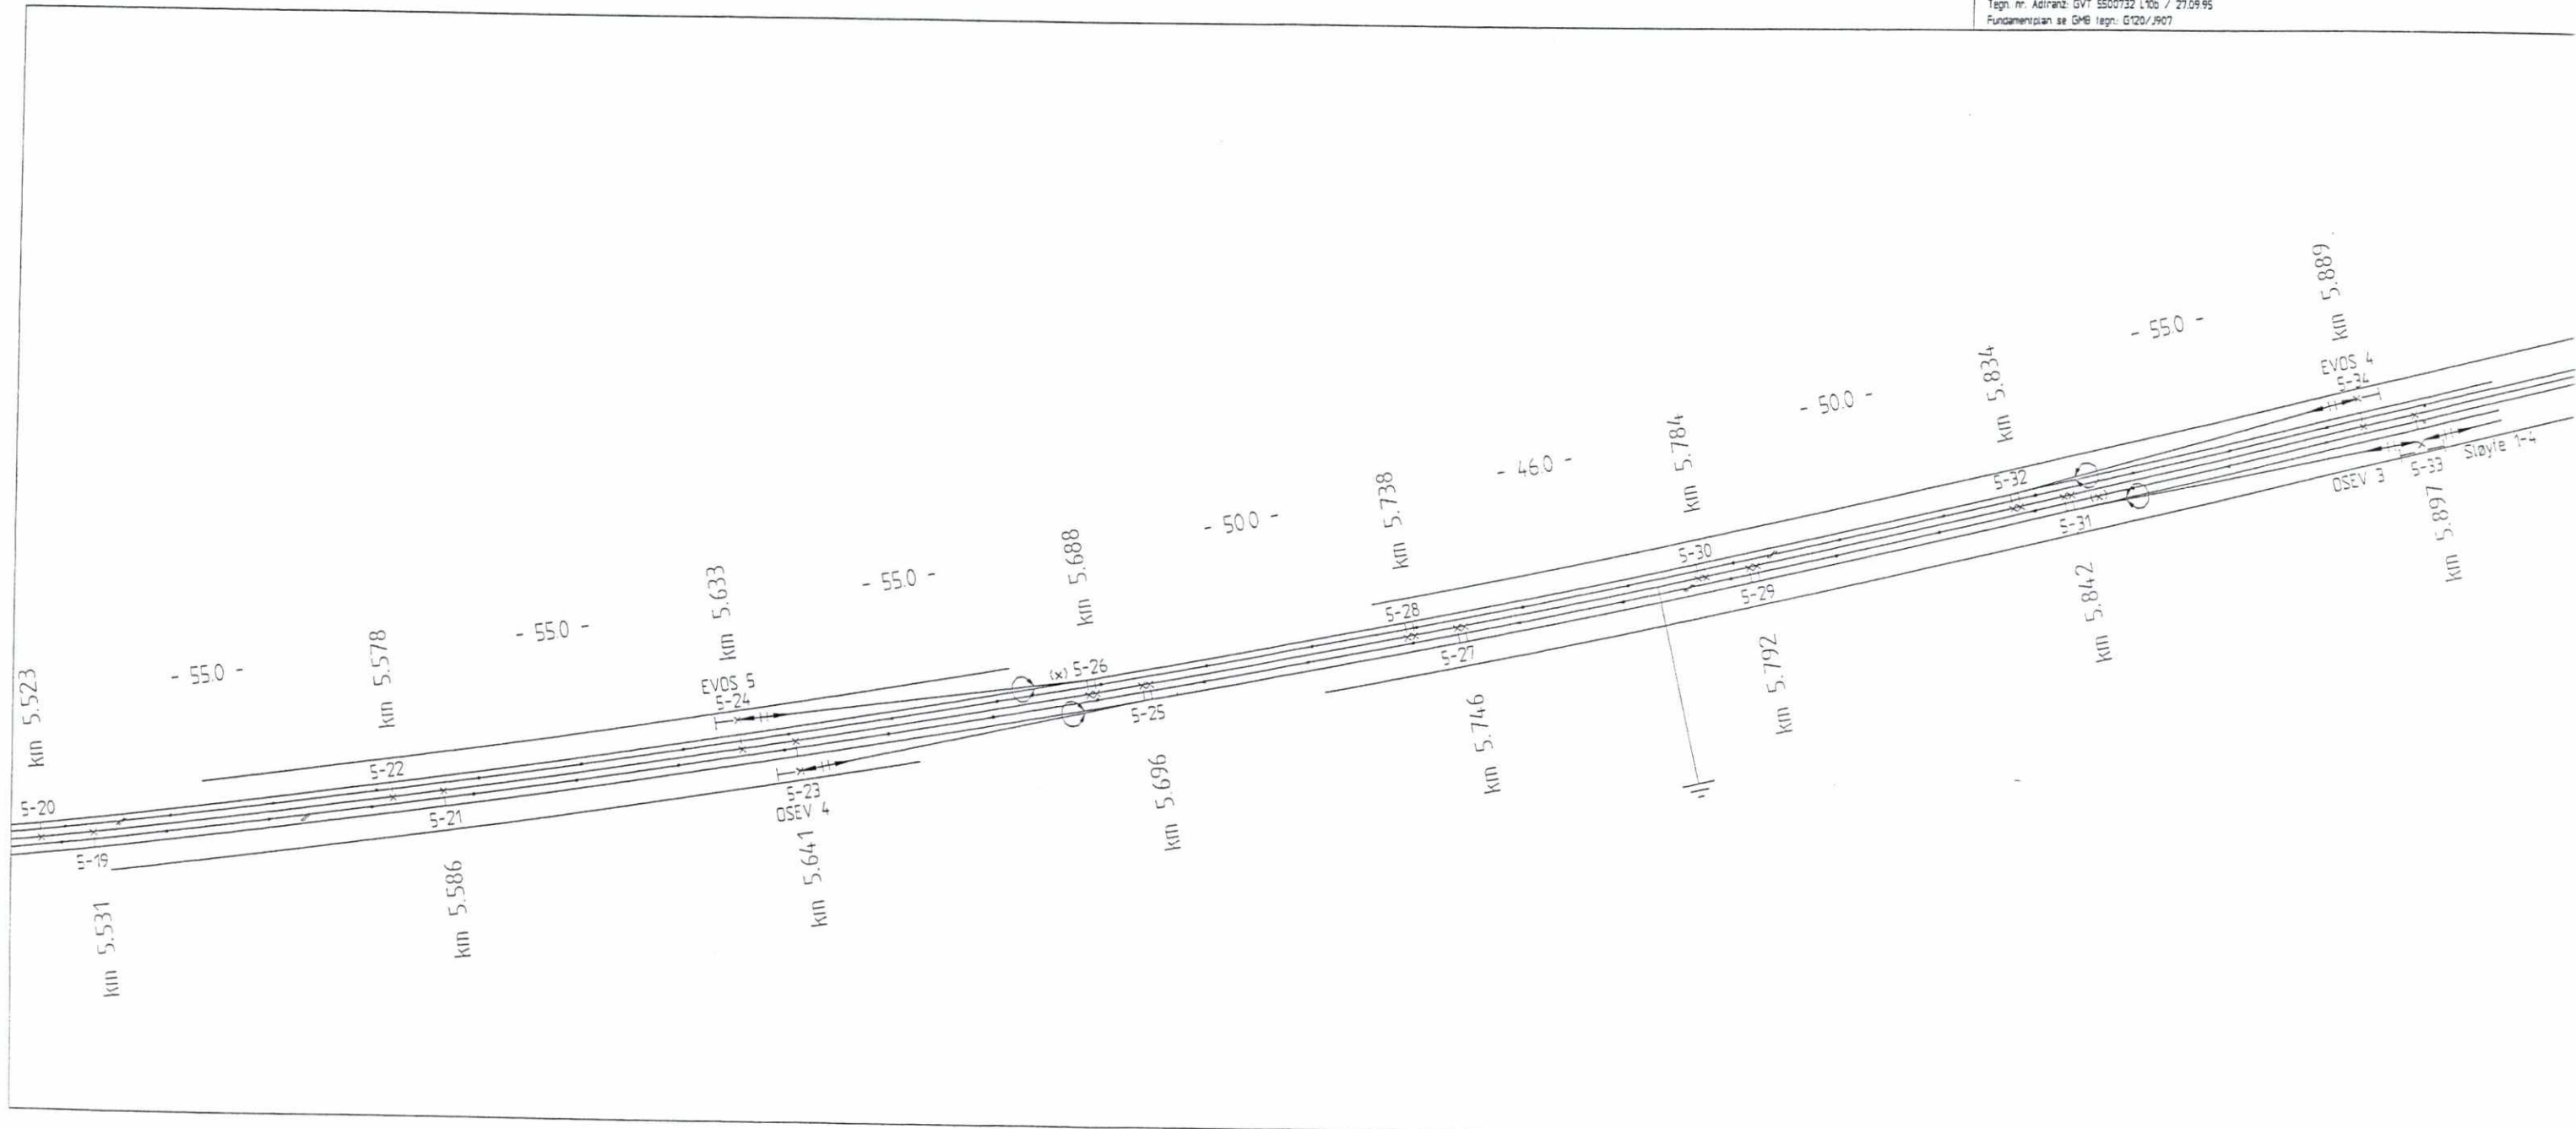 Tegn. nr. Adtranz: GVT 5500732 L10b / 27.09.95
Fundamentplan se GMB tegn.: G120/J907
km 5.889
- 55.0 -
km 5.834
EVOS 4
5-34
- 50.0 -
km 5.784
- 46.0 -
km 5.738
- 50.0 -
km 5.688
- 55.0 -
km 5.633
- 55.0 -
km 5.578
- 55.0 -
km 5.523
Sløyfe 1-4
5-33
OSEV 3
km 5.897
5-32
(x)
5-31
km 5.842
5-30
5-29
km 5.792
5-28
5-27
km 5.746
(x) 5-26
5-25
km 5.696
EVOS 5
5-24
5-23
OSEV 4
km 5.641
5-22
5-21
km 5.586
5-20
5-19
km 5.531